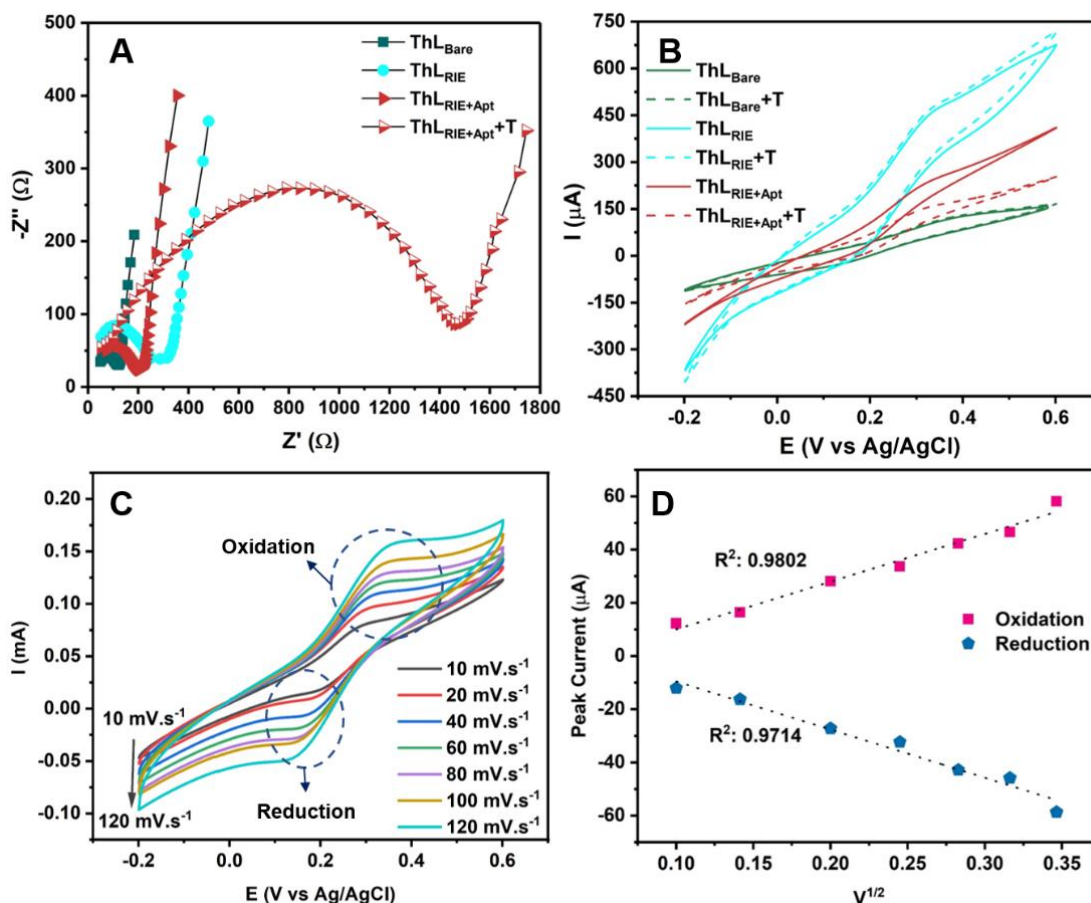 A
ThL_Bare
ThL_RIE
ThL_RIE+Apt
ThL_RIE+Apt+T
500
400
300
200
100
0
-Z'' (Ω)
0 200 400 600 800 1000 1200 1400 1600 1800
Z' (Ω)
B
ThL_Bare
ThL_Bare+T
ThL_RIE
ThL_RIE+T
ThL_RIE+Apt
ThL_RIE+Apt+T
750
600
450
300
150
0
-150
-300
-450
I (µA)
-0.2 0.0 0.2 0.4 0.6
E (V vs Ag/AgCl)
C
Oxidation
Reduction
10 mV.s⁻¹
120 mV.s⁻¹
10 mV.s⁻¹
20 mV.s⁻¹
40 mV.s⁻¹
60 mV.s⁻¹
80 mV.s⁻¹
100 mV.s⁻¹
120 mV.s⁻¹
0.20
0.15
0.10
0.05
0.00
-0.05
-0.10
I (mA)
-0.2 0.0 0.2 0.4 0.6
E (V vs Ag/AgCl)
D
R²: 0.9802
Oxidation
Reduction
R²: 0.9714
60
40
20
0
-20
-40
-60
Peak Current (µA)
0.10 0.15 0.20 0.25 0.30 0.35
V¹/²